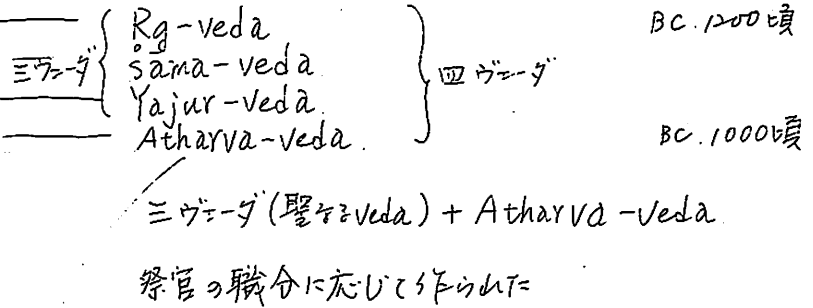 Ṛg-veda BC.1200頃
三ヴェーダ sāma-veda 四ヴェーダ
Yajur-veda
Atharva-veda. BC.1000頃
三ヴェーダ(聖なるveda) + Atharva-veda
祭官の職分に応じて作られた